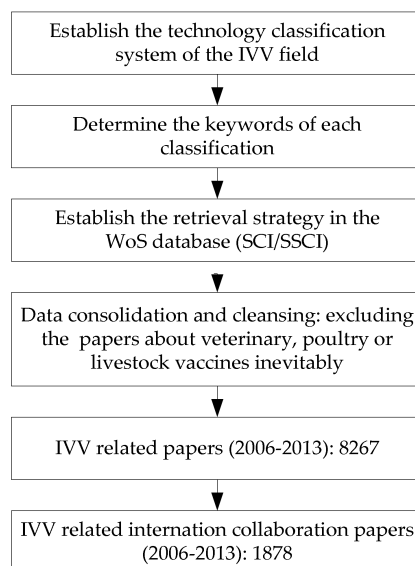 Establish the technology classification
system of the IVV field
Determine the keywords of each
classification
Establish the retrieval strategy in the
WoS database (SCI/SSCI)
Data consolidation and cleansing: excluding
the papers about veterinary, poultry or
livestock vaccines inevitably
IVV related papers (2006-2013): 8267
IVV related internation collaboration papers
(2006-2013): 1878